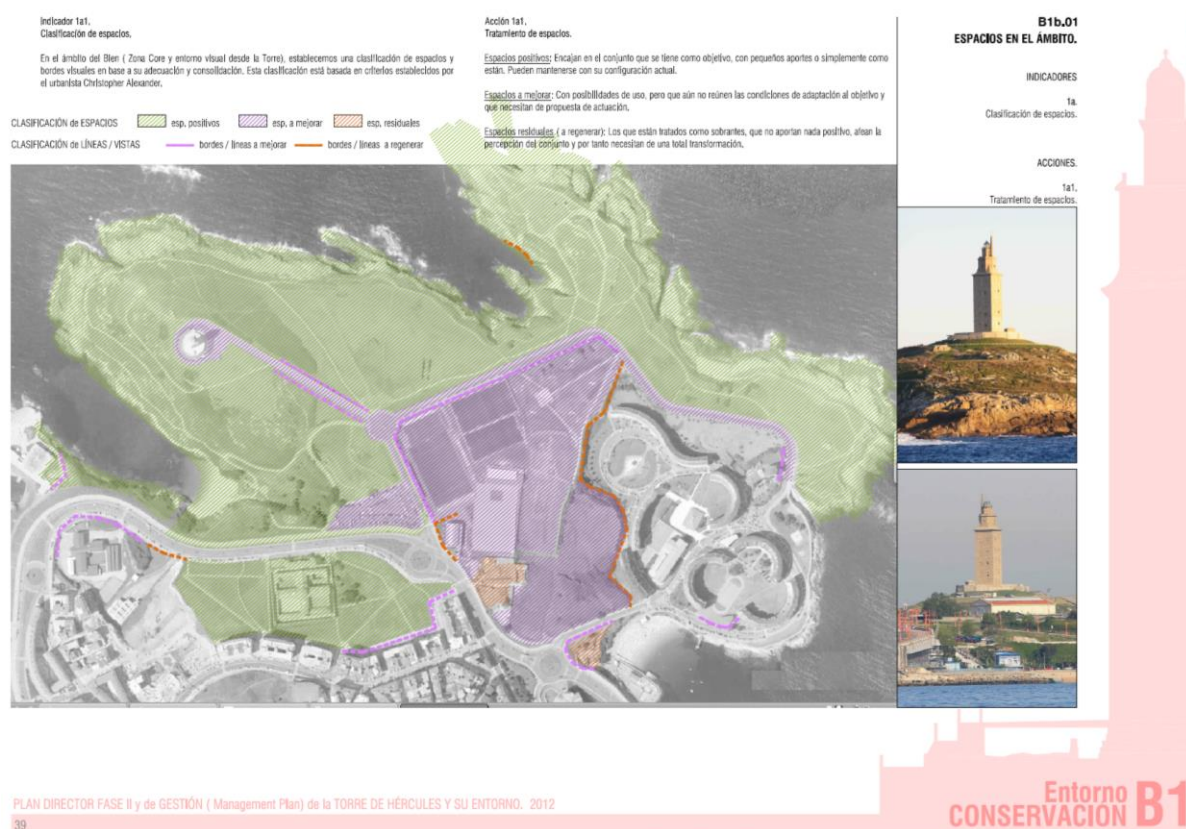 Indicador 1a1.
Clasificación de espacios.
En el ámbito del Bien ( Zona Core y entorno visual desde la Torre), establecemos una clasificación de espacios y
bordes visuales en base a su adecuación y consolidación. Esta clasificación está basada en criterios establecidos por
el urbanista Christopher Alexander.
CLASIFICACIÓN de ESPACIOS esp. positivos esp. a mejorar esp. residuales
CLASIFICACIÓN de LÍNEAS / VISTAS bordes / líneas a mejorar bordes / líneas a regenerar
Acción 1a1.
Tratamiento de espacios.
Espacios positivos: Encajan en el conjunto que se tiene como objetivo, con pequeños aportes o simplemente como
están. Pueden mantenerse con su configuración actual.
Espacios a mejorar: Con posibilidades de uso, pero que aún no reúnen las condiciones de adaptación al objetivo y
que necesitan de propuesta de actuación.
Espacios residuales ( a regenerar): Los que están tratados como sobrantes, que no aportan nada positivo, afean la
percepción del conjunto y por tanto necesitan de una total transformación.
B1b.01
ESPACIOS EN EL ÁMBITO.
INDICADORES
1a.
Clasificación de espacios.
ACCIONES.
1a1.
Tratamiento de espacios.
PLAN DIRECTOR FASE II y de GESTIÓN ( Management Plan) de la TORRE DE HÉRCULES Y SU ENTORNO. 2012
39
Entorno
CONSERVACIÓN B1